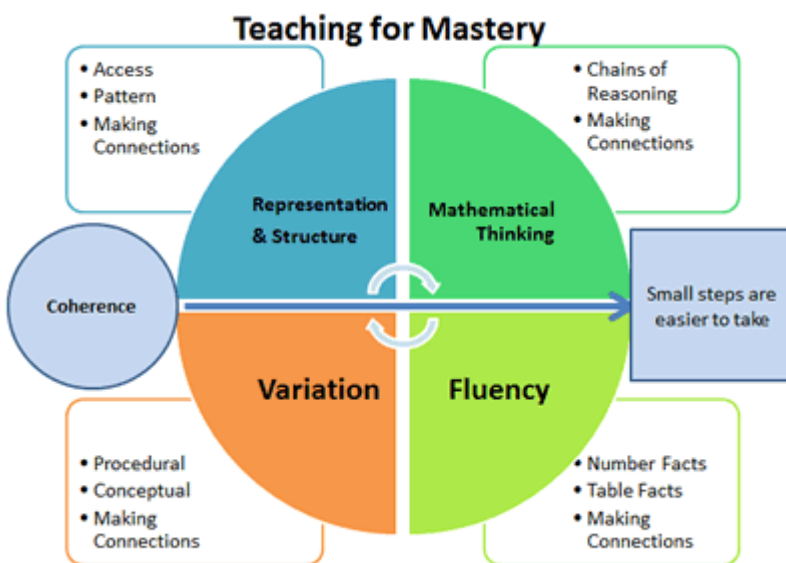 Teaching for Mastery
• Access
• Pattern
• Making
Connections
• Chains of
Reasoning
• Making
Connections
Representation
& Structure
Mathematical
Thinking
Coherence
Small steps are
easier to take
Variation
Fluency
• Procedural
• Conceptual
• Making
Connections
• Number Facts
• Table Facts
• Making
Connections